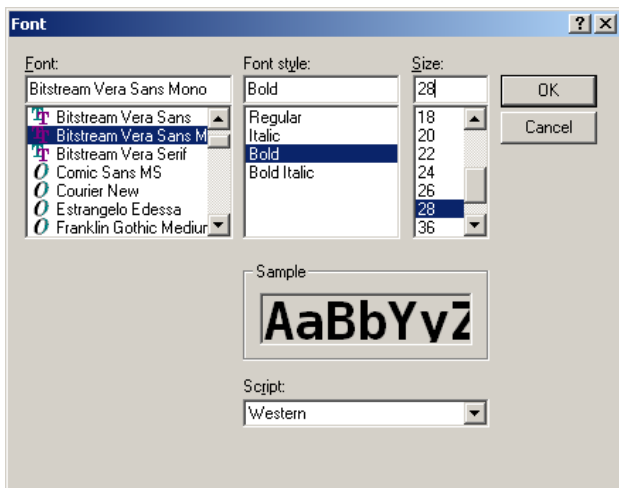 Font
Font:
Font style:
Size:
Bitstream Vera Sans Mono
Bold
28
OK
Cancel
Bitstream Vera Sans
Bitstream Vera Sans M
Bitstream Vera Serif
Comic Sans MS
Courier New
Estrangelo Edessa
Franklin Gothic Medium
Regular
Italic
Bold
Bold Italic
18
20
22
24
26
28
36
Sample
AaBbYyZ
Script:
Western